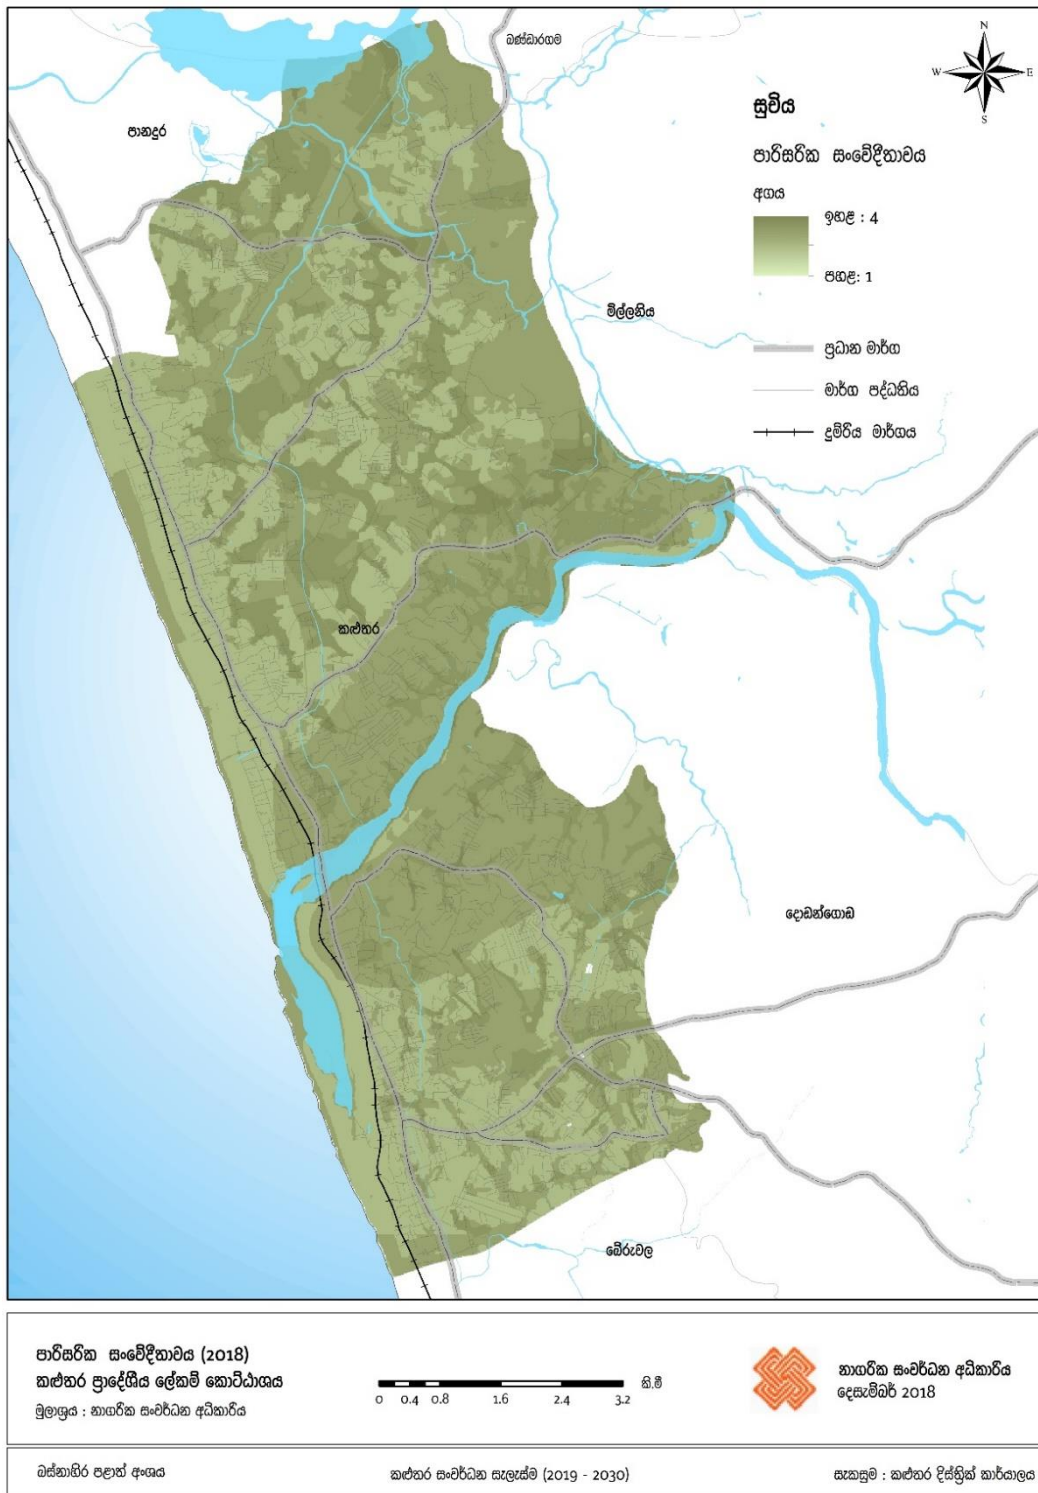 බණ්ඩාරගම
N
W
E
S
පානදුර
සුචිය
පාරිසරික සංවේදීතාවය
අගය
ඉහළ : 4
පහළ: 1
මිල්ලනිය
ප්‍රධාන මාර්ග
මාර්ග පද්ධතිය
දුම්රිය මාර්ගය
කළුතර
දොඩන්ගොඩ
බේරුවල
පාරිසරික සංවේදීතාවය (2018)
කළුතර ප්‍රාදේශීය ලේකම් කොට්ඨාශය
මුලාශ්‍රය : නාගරික සංවර්ධන අධිකාරිය
0 0.4 0.8 1.6 2.4 3.2 කි.මී
නාගරික සංවර්ධන අධිකාරිය
දෙසැම්බර් 2018
බස්නාහිර පළාත් අංශය
කළුතර සංවර්ධන සැලැස්ම (2019 - 2030)
සැකසුම : කළුතර දිස්ත්‍රික් කාර්යාලය